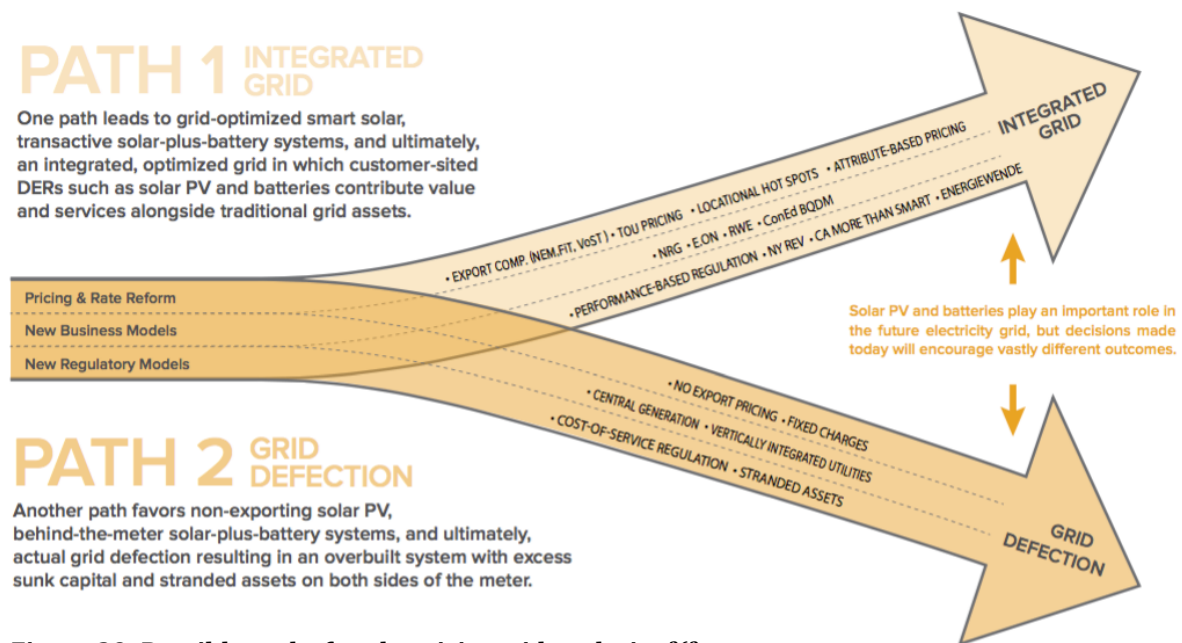 PATH 1 INTEGRATED
GRID
One path leads to grid-optimized smart solar,
transactive solar-plus-battery systems, and ultimately,
an integrated, optimized grid in which customer-sited
DERs such as solar PV and batteries contribute value
and services alongside traditional grid assets.
Pricing & Rate Reform
New Business Models
New Regulatory Models
• EXPORT COMP. (NEM,FiT, VoST) • TOU PRICING • LOCATIONAL HOT SPOTS • ATTRIBUTE-BASED PRICING
• NRG • E.ON • RWE • ConEd BQDM
• PERFORMANCE-BASED REGULATION • NY REV • CA MORE THAN SMART • ENERGIEWENDE
INTEGRATED
GRID
Solar PV and batteries play an important role in
the future electricity grid, but decisions made
today will encourage vastly different outcomes.
• NO EXPORT PRICING • FIXED CHARGES
• CENTRAL GENERATION • VERTICALLY INTEGRATED UTILITIES
• COST-OF-SERVICE REGULATION • STRANDED ASSETS
GRID
DEFECTION
PATH 2 GRID
DEFECTION
Another path favors non-exporting solar PV,
behind-the-meter solar-plus-battery systems, and ultimately,
actual grid defection resulting in an overbuilt system with excess
sunk capital and stranded assets on both sides of the meter.